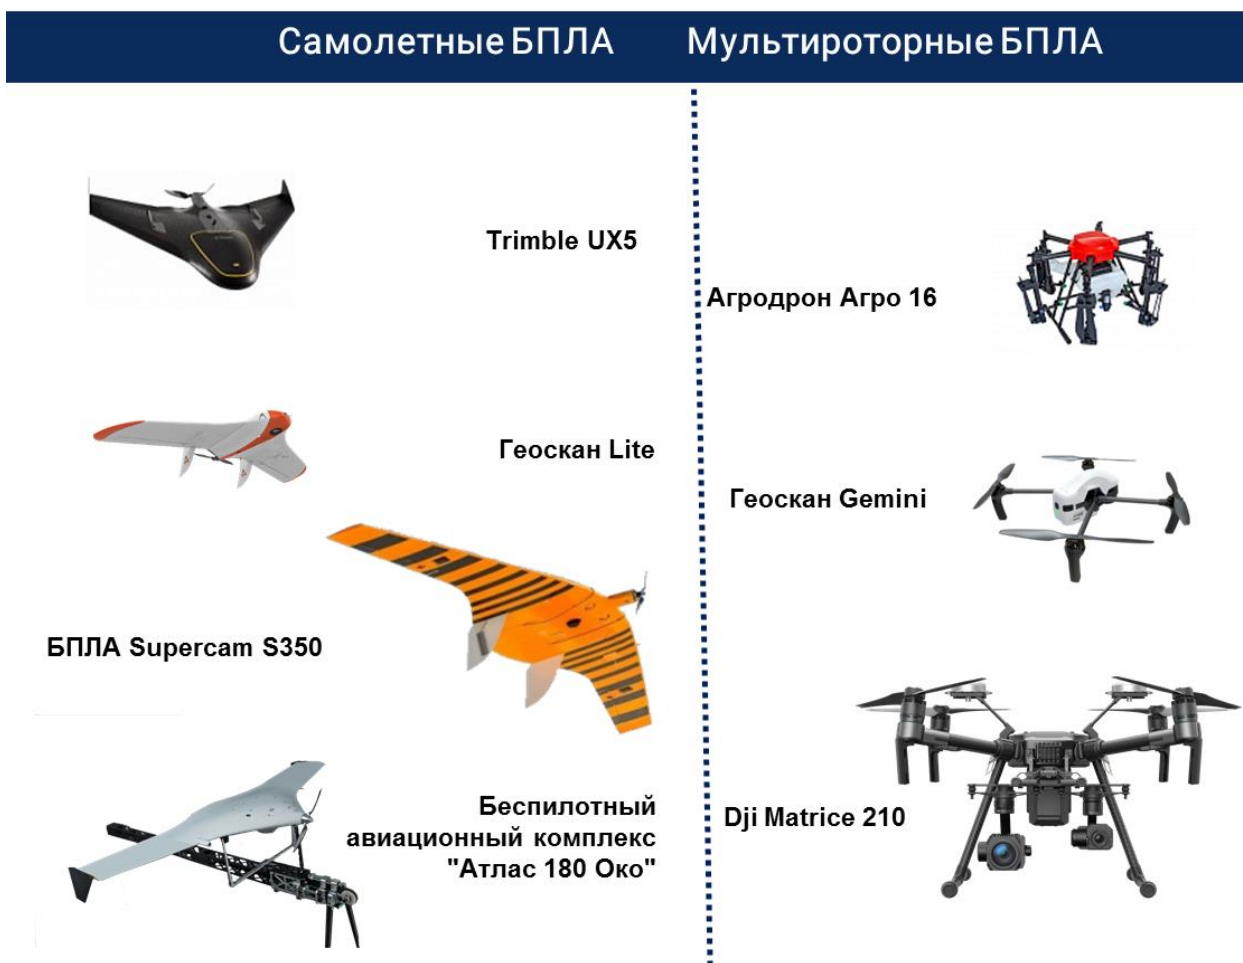 Самолетные БПЛА
Мультироторные БПЛА
Trimble UX5
Агродрон Агро 16
Геоскан Lite
Геоскан Gemini
БПЛА Supercam S350
Беспилотный
авиационный комплекс
"Атлас 180 Око"
Dji Matrice 210